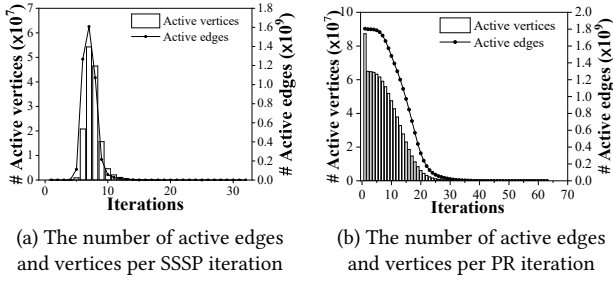 7
6
5
4
3
2
1
0
# Active vertices (x10⁷)
Active vertices
Active edges
1.8
1.6
1.4
1.2
1.0
0.8
0.6
0.4
0.2
0.0
# Active edges (x10⁹)
0 10 20 30
Iterations
(a) The number of active edges
and vertices per SSSP iteration
10
8
6
4
2
0
# Active vertices (x10⁷)
Active vertices
Active edges
2.0
1.8
1.6
1.4
1.2
1.0
0.8
0.6
0.4
0.2
0.0
# Active edges (x10⁹)
0 10 20 30 40 50 60 70
Iterations
(b) The number of active edges
and vertices per PR iteration